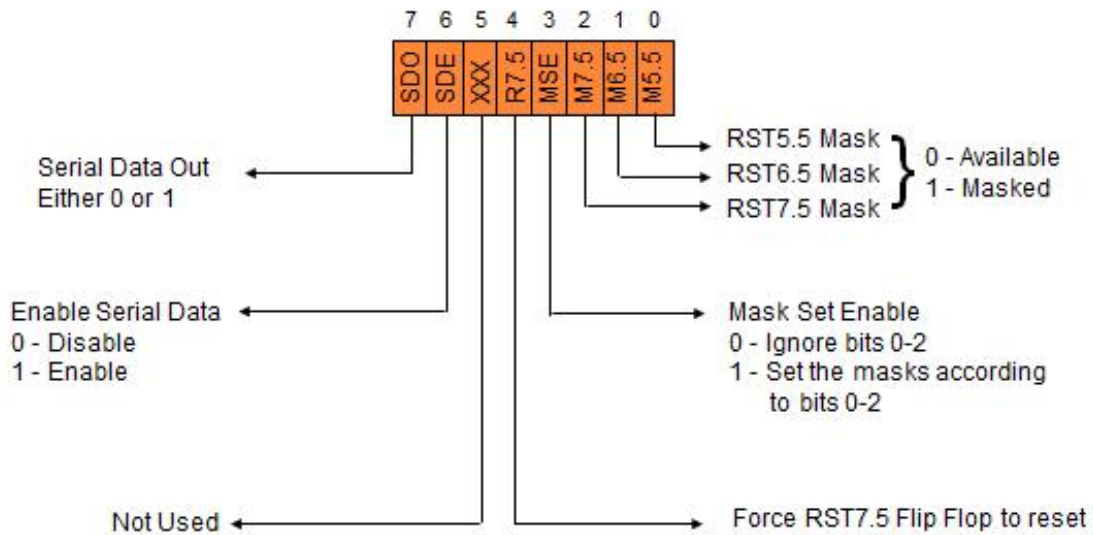 7 6 5 4 3 2 1 0
SDO SDE XXX R7.5 MSE M7.5 M6.5 M5.5
Serial Data Out
Either 0 or 1
RST5.5 Mask
RST6.5 Mask
RST7.5 Mask
0 - Available
1 - Masked
Enable Serial Data
0 - Disable
1 - Enable
Mask Set Enable
0 - Ignore bits 0-2
1 - Set the masks according
to bits 0-2
Not Used
Force RST7.5 Flip Flop to reset